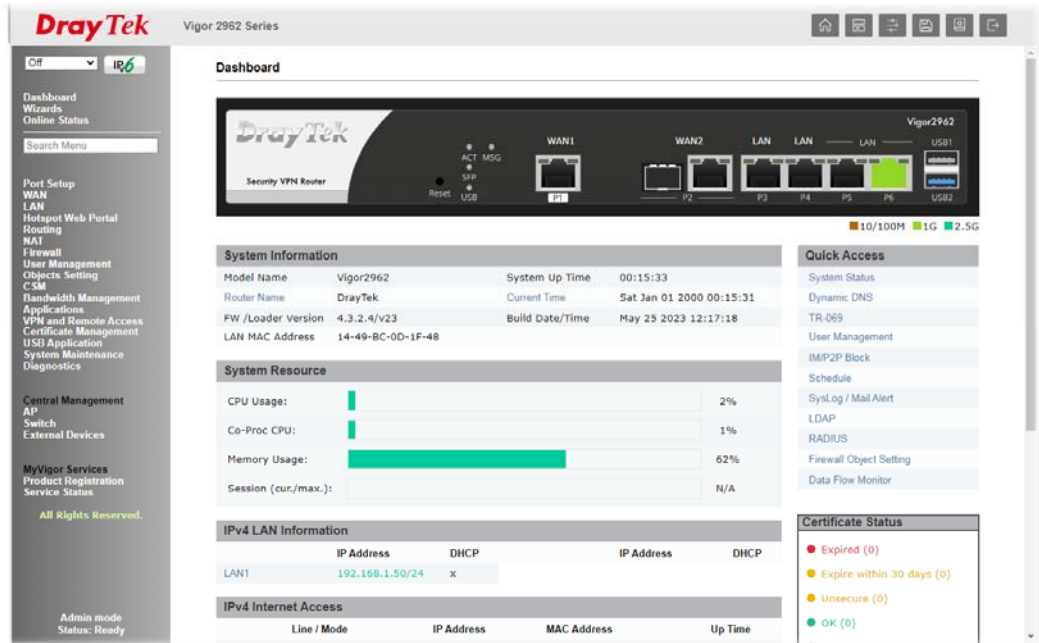 DrayTek Vigor 2962 Series
Off IPv6
Dashboard
Wizards
Online Status
Search Menu
Port Setup
WAN
LAN
Hotspot Web Portal
Routing
NAT
Firewall
User Management
Objects Setting
CSM
Bandwidth Management
Applications
VPN and Remote Access
Certificate Management
USB Application
System Maintenance
Diagnostics
Central Management
AP
Switch
External Devices
MyVigor Services
Product Registration
Service Status
All Rights Reserved.
Admin mode
Status: Ready
Dashboard
DrayTek
Security VPN Router
Vigor2962
ACT MSG
SFP
Reset USB
WAN1 WAN2 LAN LAN LAN USB1
P1 P2 P3 P4 P5 P6 USB2
10/100M 1G 2.5G
System Information
Model Name Vigor2962 System Up Time 00:15:33
Router Name DrayTek Current Time Sat Jan 01 2000 00:15:31
FW /Loader Version 4.3.2.4/v23 Build Date/Time May 25 2023 12:17:18
LAN MAC Address 14-49-BC-0D-1F-48
System Resource
CPU Usage: 2%
Co-Proc CPU: 1%
Memory Usage: 62%
Session (cur./max.): N/A
IPv4 LAN Information
IP Address DHCP IP Address DHCP
LAN1 192.168.1.50/24 x
IPv4 Internet Access
Line / Mode IP Address MAC Address Up Time
Quick Access
System Status
Dynamic DNS
TR-069
User Management
IM/P2P Block
Schedule
SysLog / Mail Alert
LDAP
RADIUS
Firewall Object Setting
Data Flow Monitor
Certificate Status
Expired (0)
Expire within 30 days (0)
Unsecure (0)
OK (0)